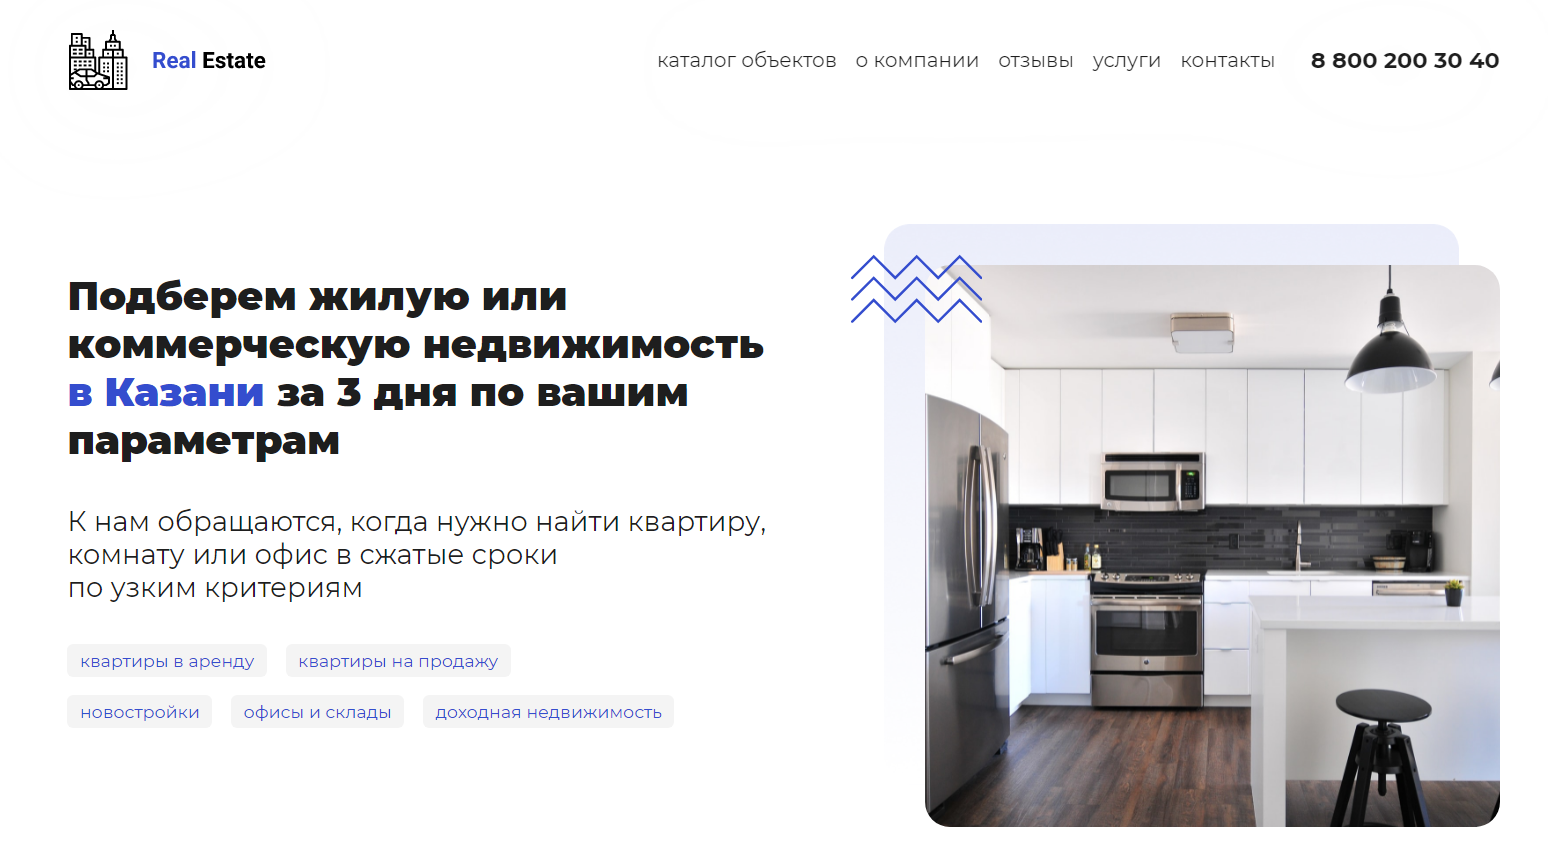 Real Estate
каталог объектов о компании отзывы услуги контакты 8 800 200 30 40
Подберем жилую или
коммерческую недвижимость
в Казани за 3 дня по вашим
параметрам
К нам обращаются, когда нужно найти квартиру,
комнату или офис в сжатые сроки
по узким критериям
квартиры в аренду квартиры на продажу
новостройки офисы и склады доходная недвижимость